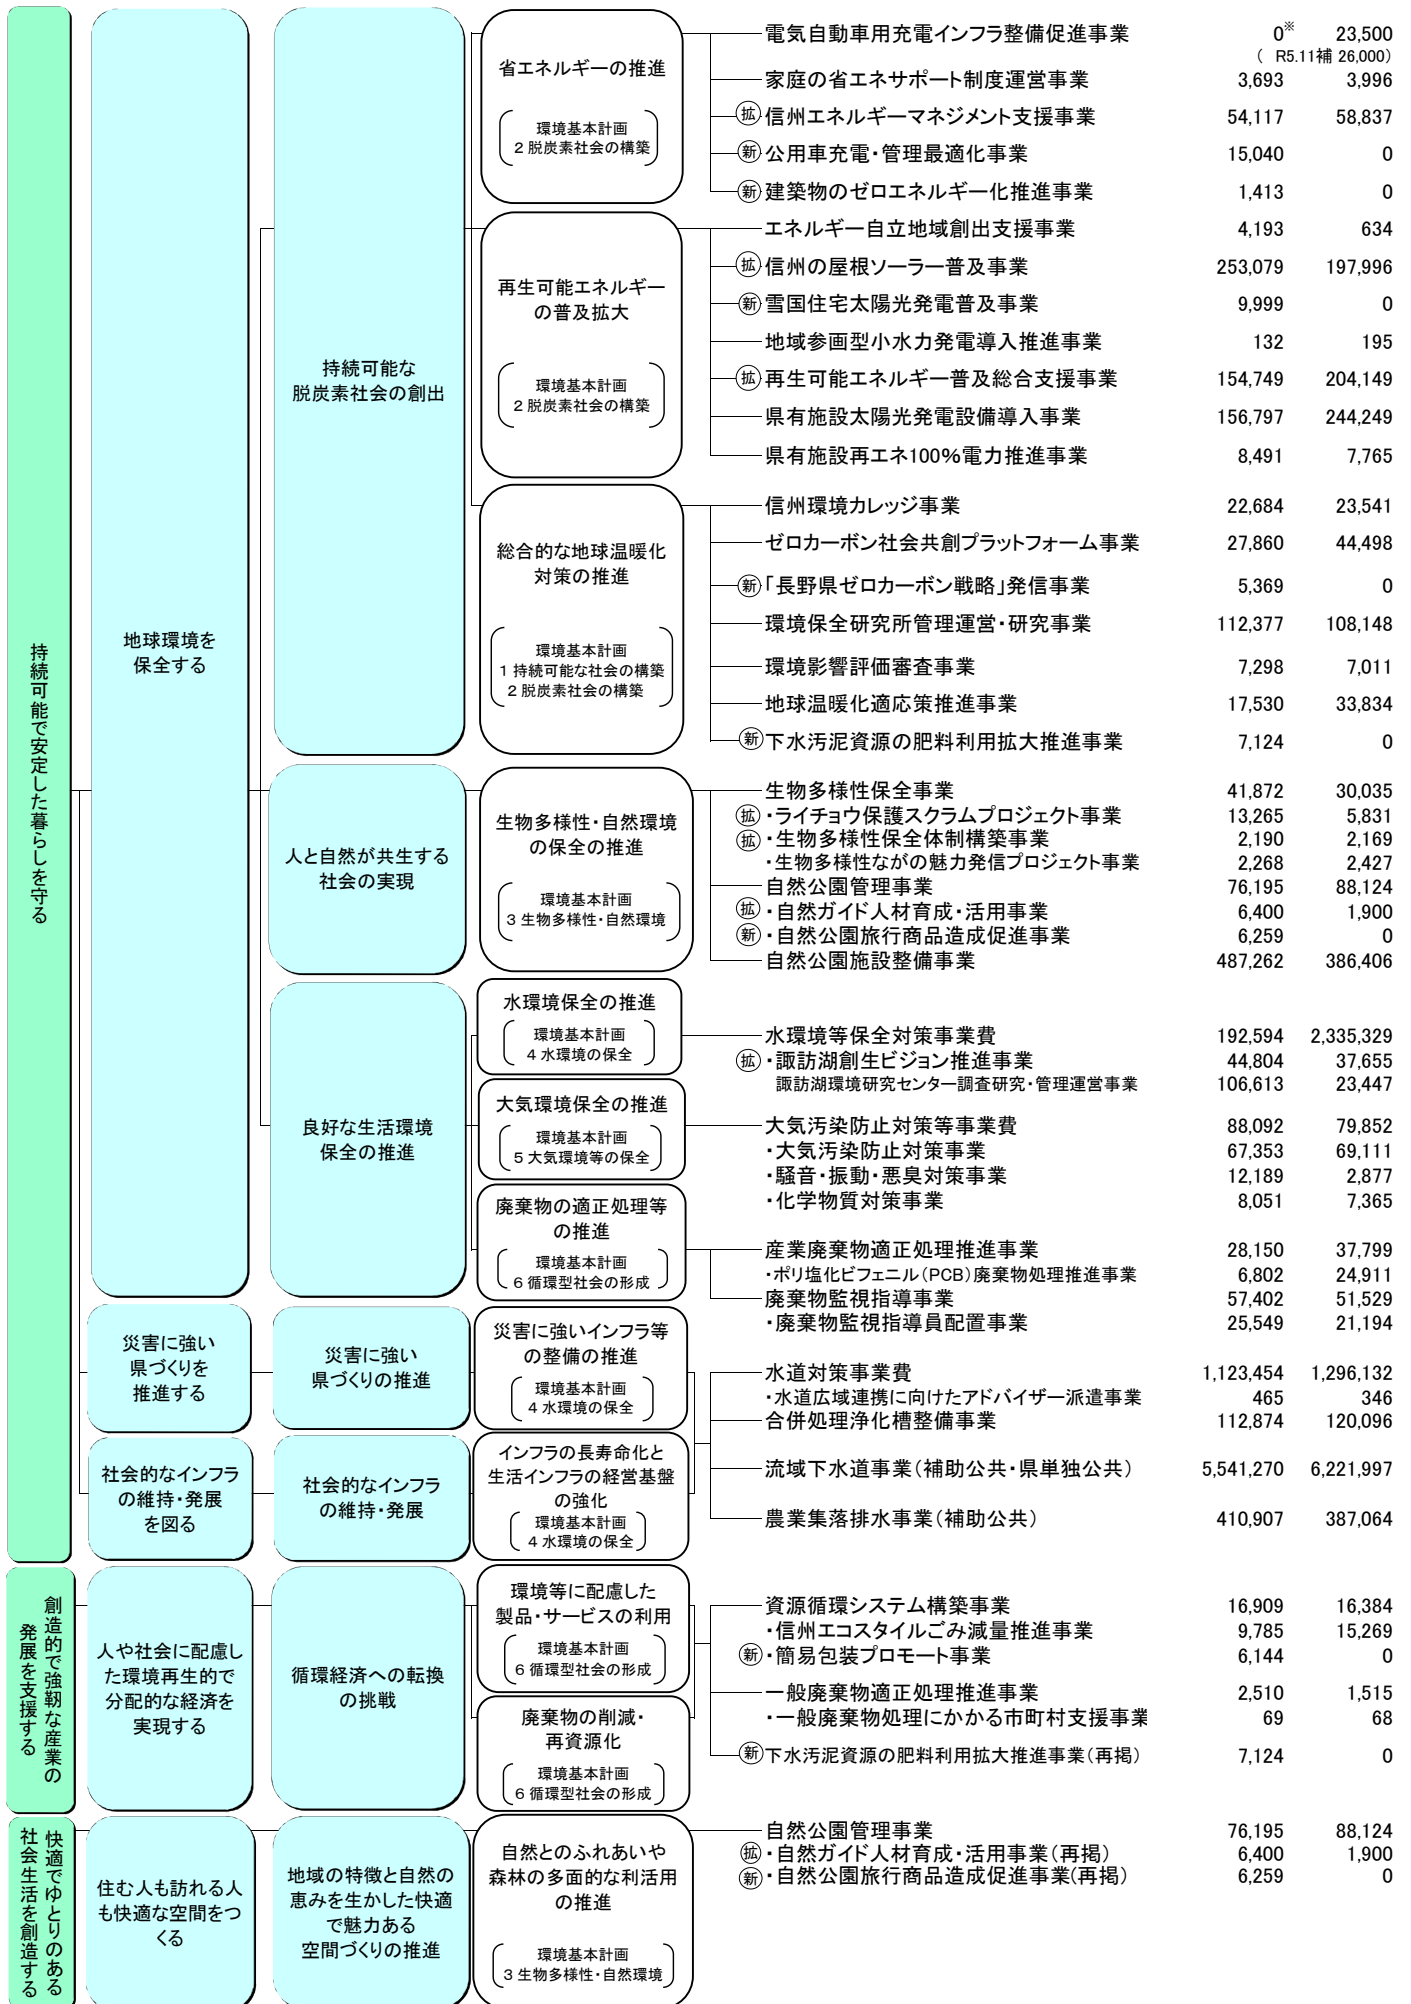 持続可能で安定した暮らしを守る
地球環境を
保全する
持続可能な
脱炭素社会の創出
省エネルギーの推進
環境基本計画
2 脱炭素社会の構築
電気自動車用充電インフラ整備促進事業 0※ 23,500
( R5.11補 26,000)
家庭の省エネサポート制度運営事業 3,693 3,996
拡 信州エネルギーマネジメント支援事業 54,117 58,837
新 公用車充電・管理最適化事業 15,040 0
新 建築物のゼロエネルギー化推進事業 1,413 0
再生可能エネルギー
の普及拡大
環境基本計画
2 脱炭素社会の構築
エネルギー自立地域創出支援事業 4,193 634
拡 信州の屋根ソーラー普及事業 253,079 197,996
新 雪国住宅太陽光発電普及事業 9,999 0
地域参画型小水力発電導入推進事業 132 195
拡 再生可能エネルギー普及総合支援事業 154,749 204,149
県有施設太陽光発電設備導入事業 156,797 244,249
県有施設再エネ100%電力推進事業 8,491 7,765
総合的な地球温暖化
対策の推進
環境基本計画
1 持続可能な社会の構築
2 脱炭素社会の構築
信州環境カレッジ事業 22,684 23,541
ゼロカーボン社会共創プラットフォーム事業 27,860 44,498
新 「長野県ゼロカーボン戦略」発信事業 5,369 0
環境保全研究所管理運営・研究事業 112,377 108,148
環境影響評価審査事業 7,298 7,011
地球温暖化適応策推進事業 17,530 33,834
新 下水汚泥資源の肥料利用拡大推進事業 7,124 0
人と自然が共生する
社会の実現
生物多様性・自然環境
の保全の推進
環境基本計画
3 生物多様性・自然環境
生物多様性保全事業 41,872 30,035
拡 ・ライチョウ保護スクラムプロジェクト事業 13,265 5,831
拡 ・生物多様性保全体制構築事業 2,190 2,169
・生物多様性ながの魅力発信プロジェクト事業 2,268 2,427
自然公園管理事業 76,195 88,124
拡 ・自然ガイド人材育成・活用事業 6,400 1,900
新 ・自然公園旅行商品造成促進事業 6,259 0
自然公園施設整備事業 487,262 386,406
良好な生活環境
保全の推進
水環境保全の推進
環境基本計画
4 水環境の保全
水環境等保全対策事業費 192,594 2,335,329
拡 ・諏訪湖創生ビジョン推進事業 44,804 37,655
諏訪湖環境研究センター調査研究・管理運営事業 106,613 23,447
大気環境保全の推進
環境基本計画
5 大気環境等の保全
大気汚染防止対策等事業費 88,092 79,852
・大気汚染防止対策事業 67,353 69,111
・騒音・振動・悪臭対策事業 12,189 2,877
・化学物質対策事業 8,051 7,365
廃棄物の適正処理等
の推進
環境基本計画
6 循環型社会の形成
産業廃棄物適正処理推進事業 28,150 37,799
・ポリ塩化ビフェニル(PCB)廃棄物処理推進事業 6,802 24,911
廃棄物監視指導事業 57,402 51,529
・廃棄物監視指導員配置事業 25,549 21,194
災害に強い
県づくりを
推進する
災害に強い
県づくりの推進
災害に強いインフラ等
の整備の推進
環境基本計画
4 水環境の保全
水道対策事業費 1,123,454 1,296,132
・水道広域連携に向けたアドバイザー派遣事業 465 346
合併処理浄化槽整備事業 112,874 120,096
社会的なインフラ
の維持・発展
を図る
社会的なインフラ
の維持・発展
インフラの長寿命化と
生活インフラの経営基盤
の強化
環境基本計画
4 水環境の保全
流域下水道事業(補助公共・県単独公共) 5,541,270 6,221,997
農業集落排水事業(補助公共) 410,907 387,064
創造的で強靭な産業の
発展を支援する
人や社会に配慮し
た環境再生的で
分配的な経済を
実現する
循環経済への転換
の挑戦
環境等に配慮した
製品・サービスの利用
環境基本計画
6 循環型社会の形成
廃棄物の削減・
再資源化
環境基本計画
6 循環型社会の形成
資源循環システム構築事業 16,909 16,384
・信州エコスタイルごみ減量推進事業 9,785 15,269
新 ・簡易包装プロモート事業 6,144 0
一般廃棄物適正処理推進事業 2,510 1,515
・一般廃棄物処理にかかる市町村支援事業 69 68
新 下水汚泥資源の肥料利用拡大推進事業(再掲) 7,124 0
快適でゆとりのある
社会生活を創造する
住む人も訪れる人
も快適な空間をつ
くる
地域の特徴と自然の
恵みを生かした快適
で魅力ある
空間づくりの推進
自然とのふれあいや
森林の多面的な利活用
の推進
環境基本計画
3 生物多様性・自然環境
自然公園管理事業 76,195 88,124
拡 ・自然ガイド人材育成・活用事業(再掲) 6,400 1,900
新 ・自然公園旅行商品造成促進事業(再掲) 6,259 0